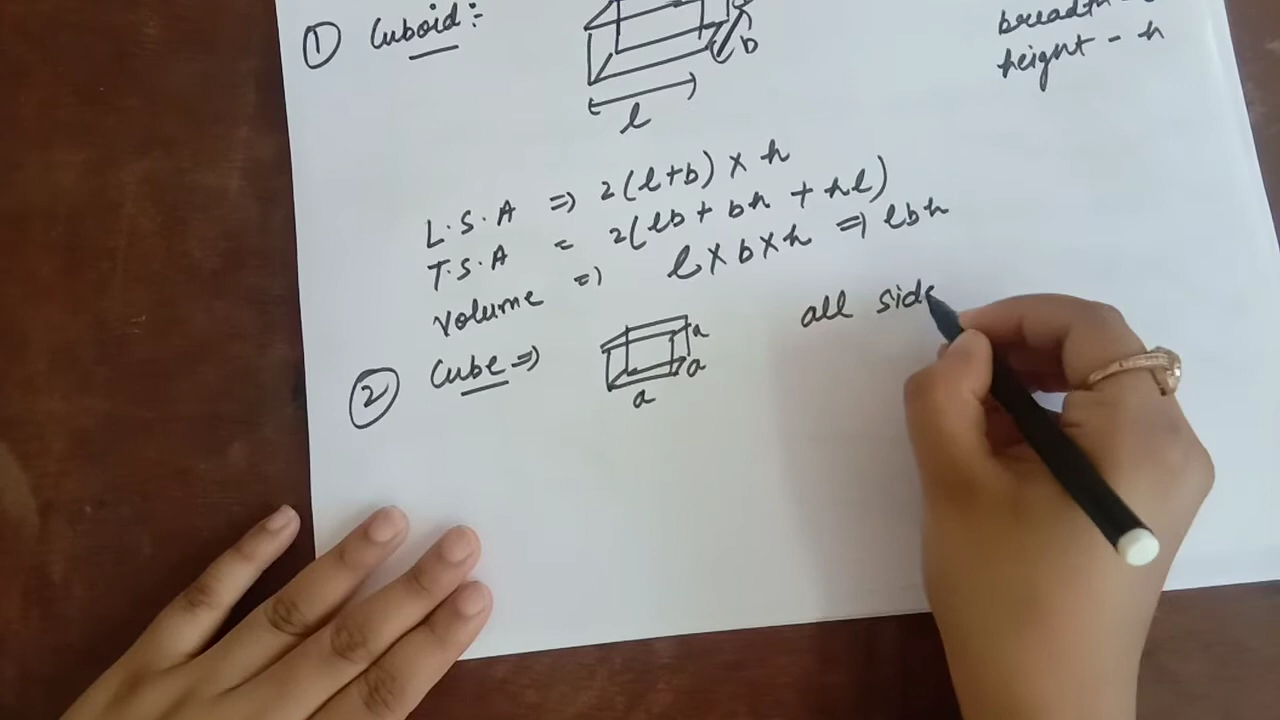 ① Cuboid :-
breadth -
height - h
b
l
L.S.A => 2(l+b) × h
T.S.A = 2(lb + bh + hl)
volume => l×b×h => lbh
② Cube =>
a
a
a
all side